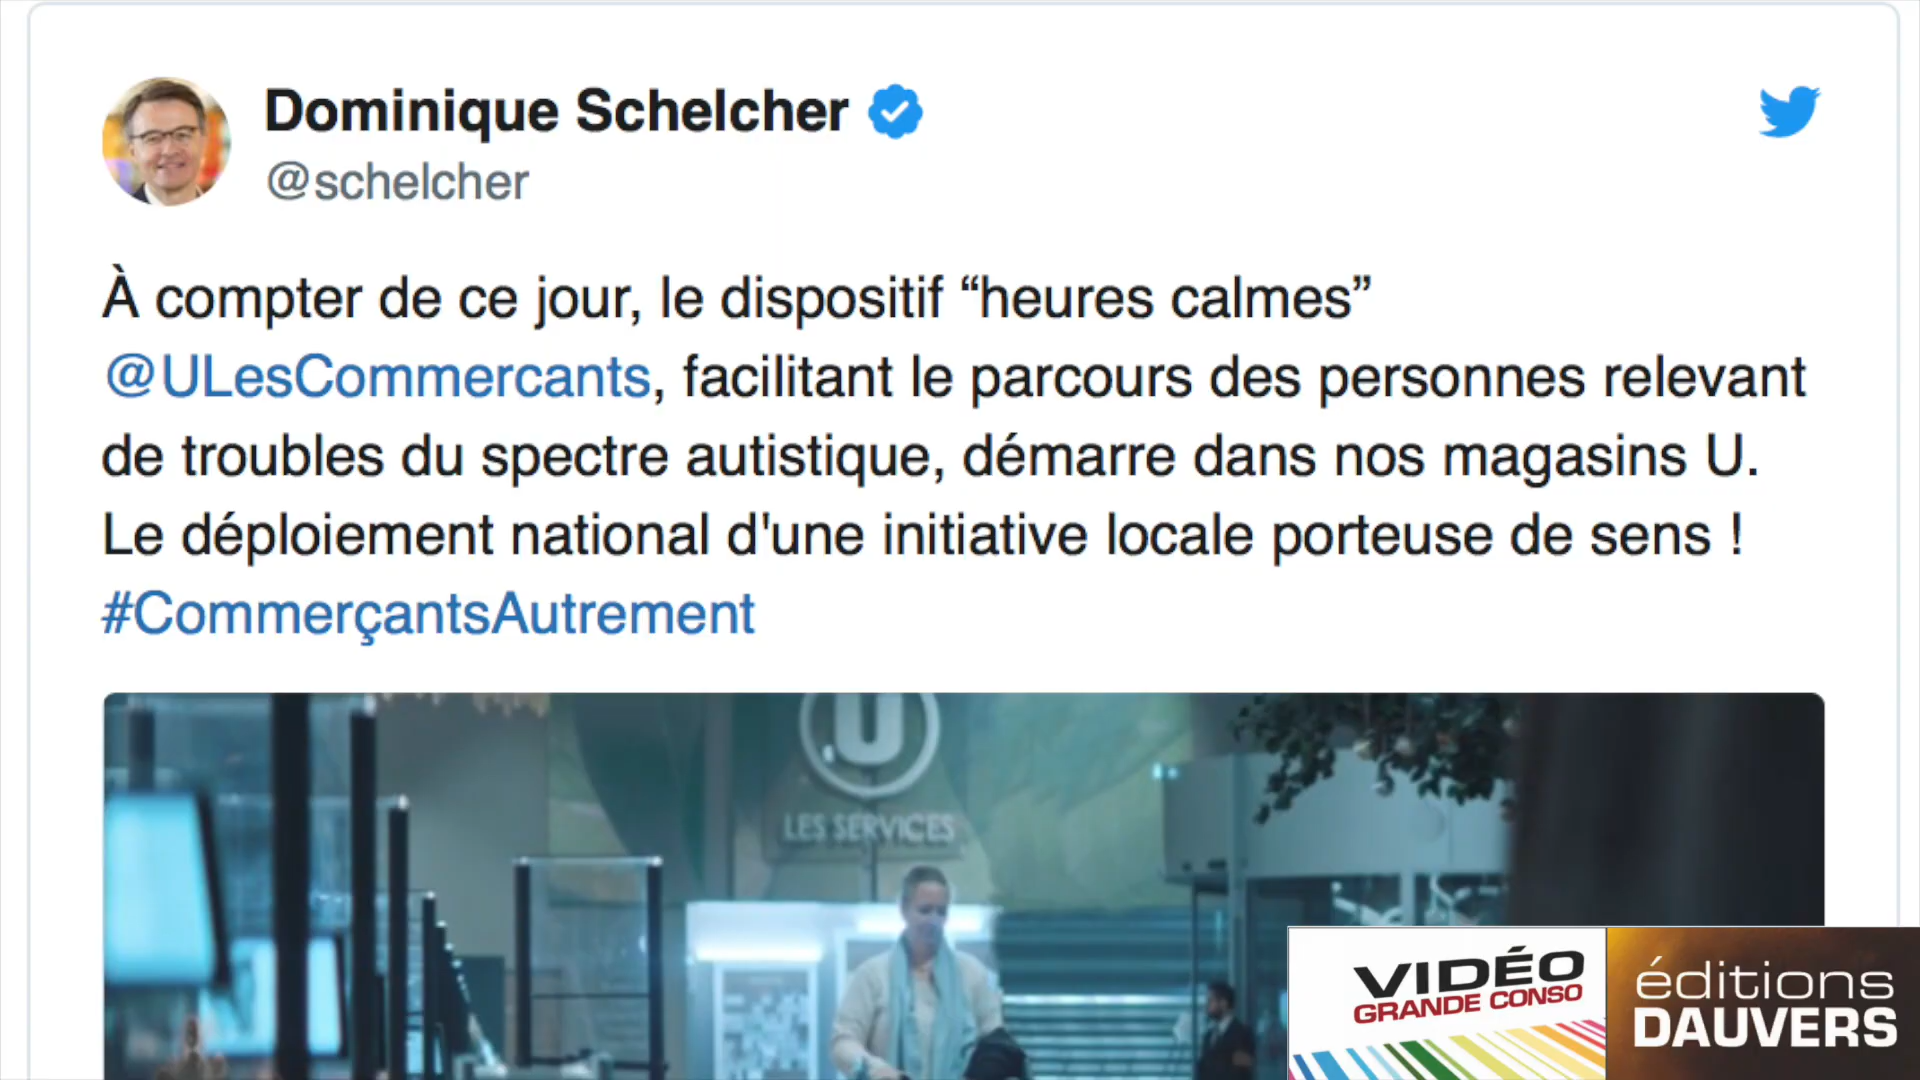 Dominique Schelcher
@schelcher
À compter de ce jour, le dispositif “heures calmes”
@ULesCommercants, facilitant le parcours des personnes relevant
de troubles du spectre autistique, démarre dans nos magasins U.
Le déploiement national d'une initiative locale porteuse de sens !
#CommerçantsAutrement
U
LES SERVICES
VIDÉO
GRANDE CONSO
éditions
DAUVERS